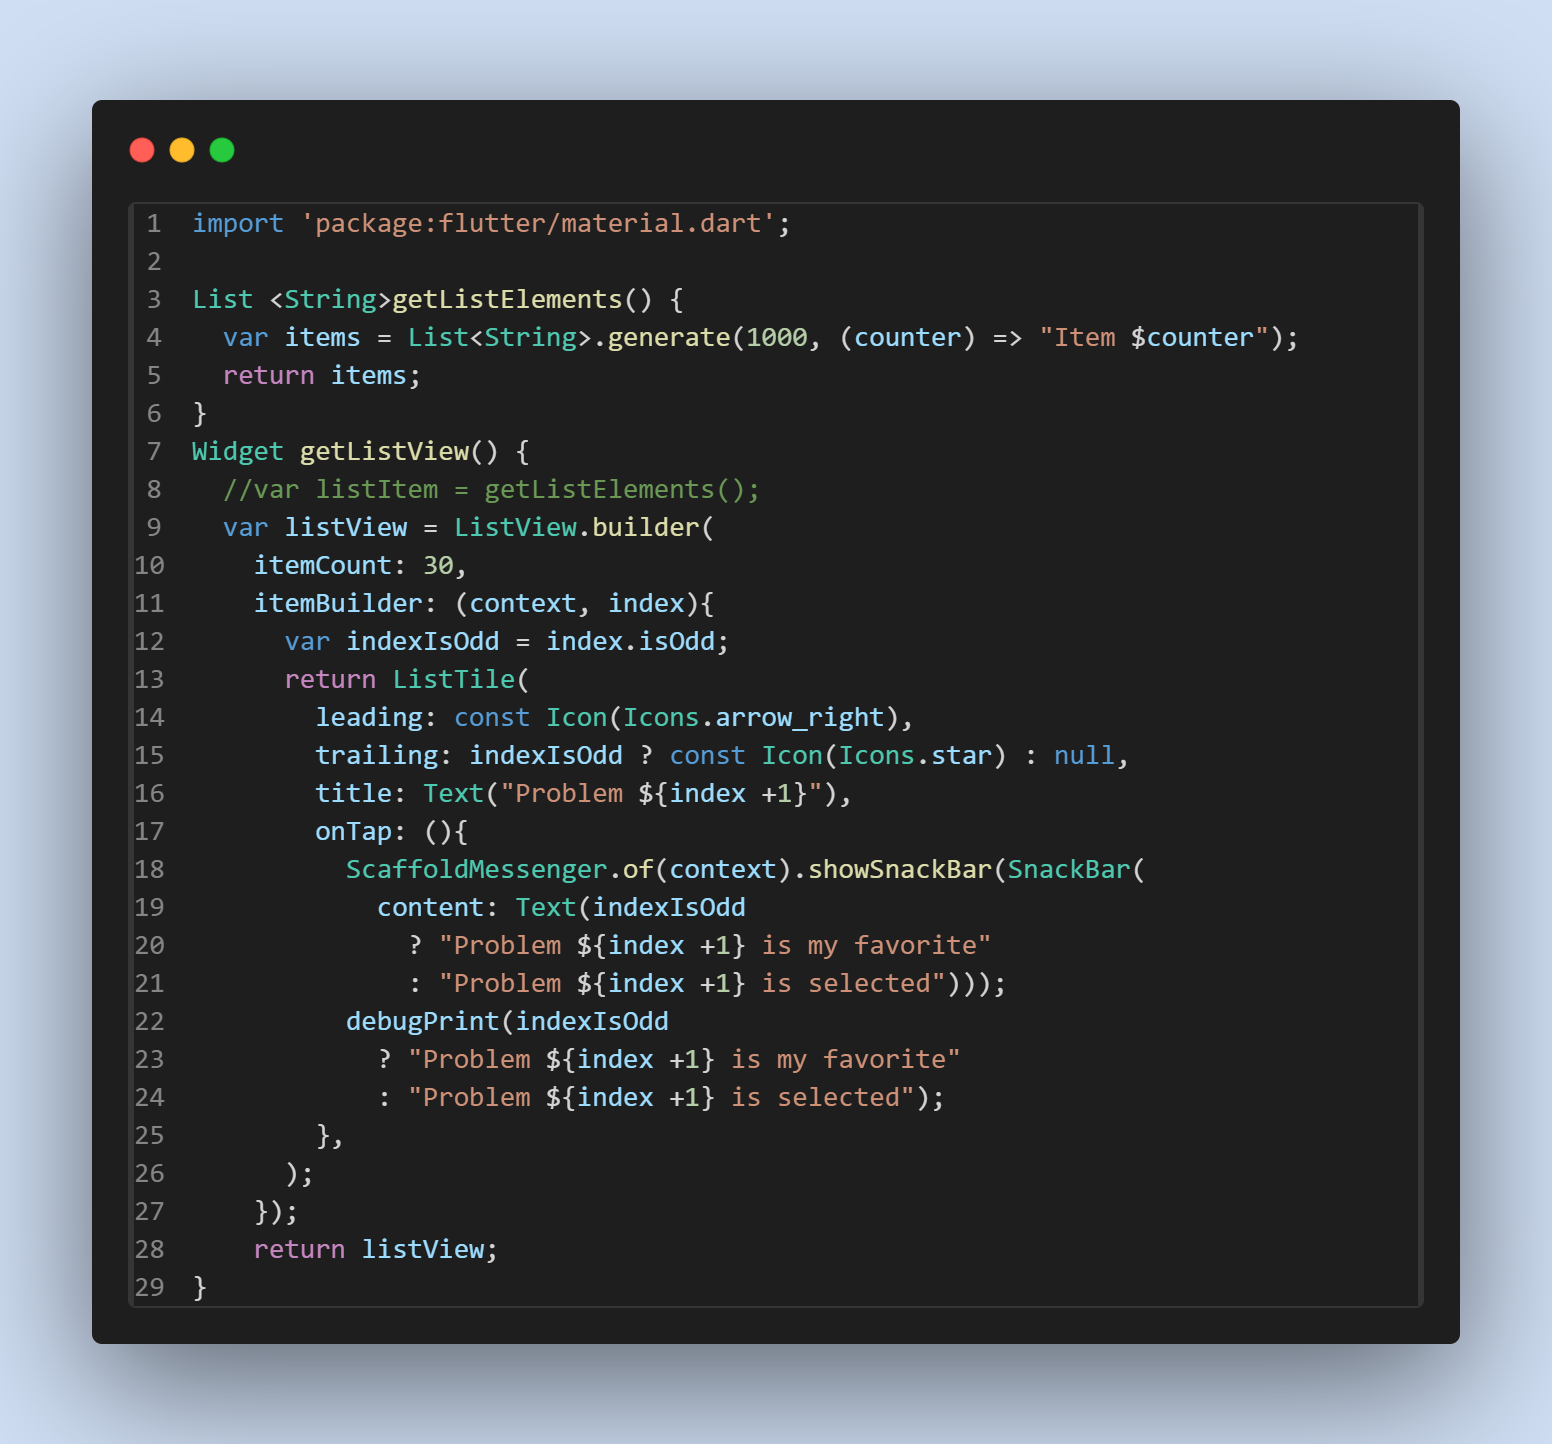 1 import 'package:flutter/material.dart';
2
3 List <String>getListElements() {
4   var items = List<String>.generate(1000, (counter) => "Item $counter");
5   return items;
6 }
7 Widget getListView() {
8   //var listItem = getListElements();
9   var listView = ListView.builder(
10     itemCount: 30,
11     itemBuilder: (context, index){
12       var indexIsOdd = index.isOdd;
13       return ListTile(
14         leading: const Icon(Icons.arrow_right),
15         trailing: indexIsOdd ? const Icon(Icons.star) : null,
16         title: Text("Problem ${index +1}"),
17         onTap: (){
18           ScaffoldMessenger.of(context).showSnackBar(SnackBar(
19             content: Text(indexIsOdd
20               ? "Problem ${index +1} is my favorite"
21               : "Problem ${index +1} is selected")));
22           debugPrint(indexIsOdd
23             ? "Problem ${index +1} is my favorite"
24             : "Problem ${index +1} is selected");
25         },
26       );
27     });
28     return listView;
29 }